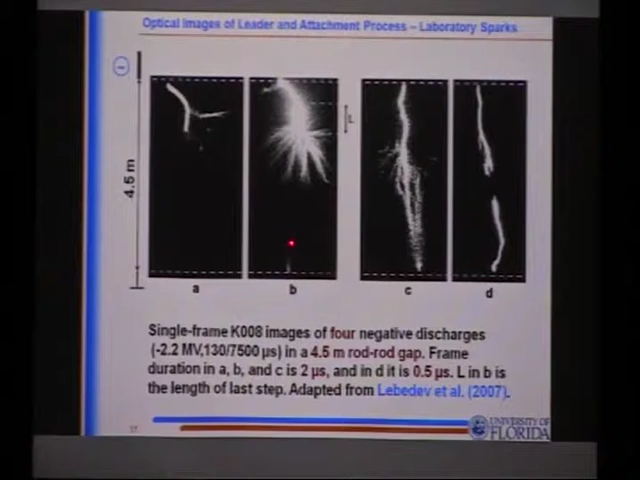 Optical Images of Leader and Attachment Process – Laboratory Sparks
L
4.5 m
a b c d
Single-frame K008 images of four negative discharges
(-2.2 MV,130/7500 µs) in a 4.5 m rod-rod gap. Frame
duration in a, b, and c is 2 µs, and in d it is 0.5 µs. L in b is
the length of last step. Adapted from Lebedev et al. (2007).
UNIVERSITY OF
FLORIDA